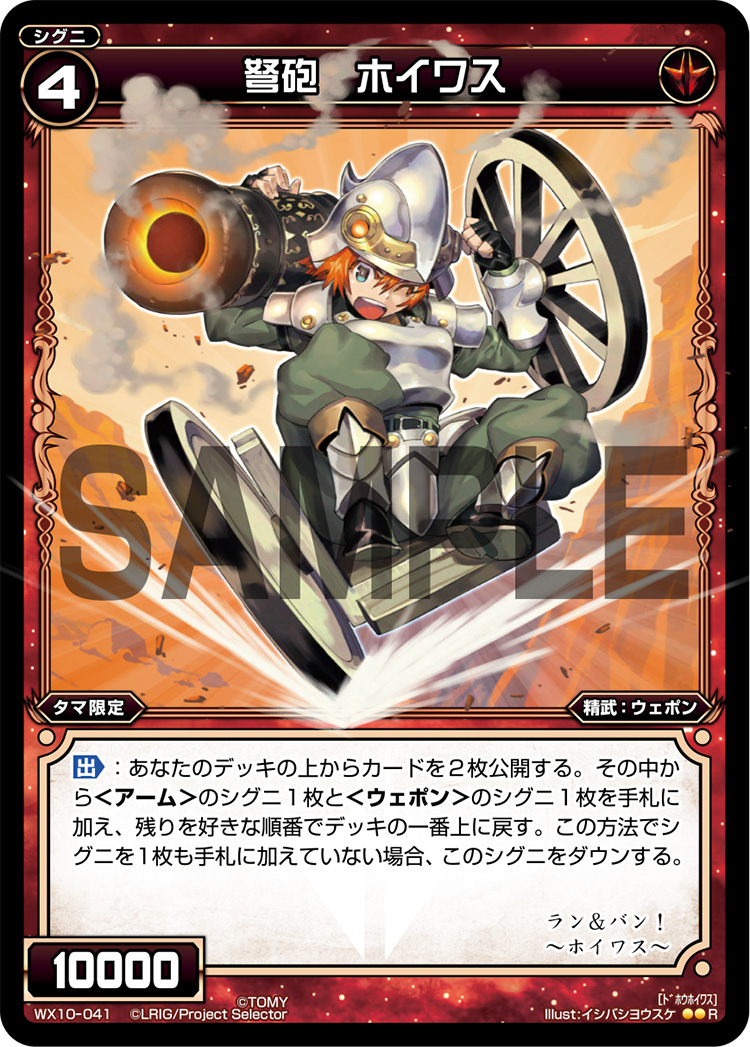 シグニ
4
弩砲 ホイワス
SAMPLE
タマ限定
精武：ウェポン
出：あなたのデッキの上からカードを２枚公開する。その中か
ら＜アーム＞のシグニ１枚と＜ウェポン＞のシグニ１枚を手札に
加え、残りを好きな順番でデッキの一番上に戻す。この方法でシ
グニを１枚も手札に加えていない場合、このシグニをダウンする。
ラン＆バン！
～ホイワス～
10000
[ﾄﾞﾎｳﾎｲﾜｽ]
©TOMY
WX10-041 ©LRIG/Project Selector
Illust:イシバシヨウスケ R